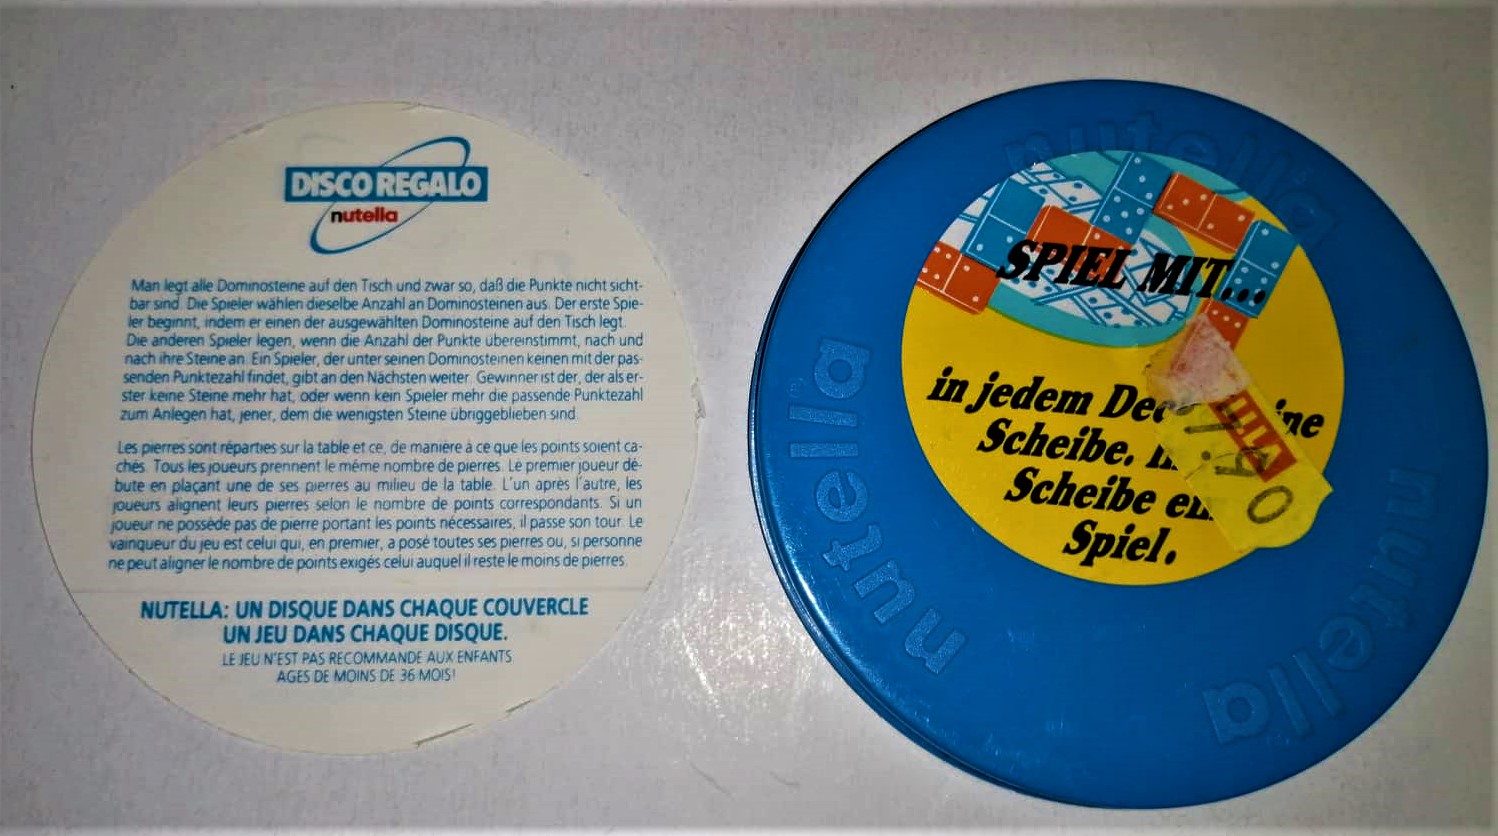 DISCO REGALO
nutella
Man legt alle Dominosteine auf den Tisch und zwar so, daß die Punkte nicht sicht-
bar sind. Die Spieler wählen dieselbe Anzahl an Dominosteinen aus. Der erste Spie-
ler beginnt, indem er einen der ausgewählten Dominosteine auf den Tisch legt.
Die anderen Spieler legen, wenn die Anzahl der Punkte übereinstimmt, nach und
nach ihre Steine an. Ein Spieler, der unter seinen Dominosteinen keinen mit der pas-
senden Punktezahl findet, gibt an den Nächsten weiter. Gewinner ist der, der als er-
ster keine Steine mehr hat, oder wenn kein Spieler mehr die passende Punktezahl
zum Anlegen hat, jener, dem die wenigsten Steine übriggeblieben sind.
Les pierres sont réparties sur la table et ce, de manière à ce que les points soient ca-
chés. Tous les joueurs prennent le même nombre de pierres. Le premier joueur dé-
bute en plaçant une de ses pierres au milieu de la table. L'un après l'autre, les
joueurs alignent leurs pierres selon le nombre de points correspondants. Si un
joueur ne possède pas de pierre portant les points nécessaires, il passe son tour. Le
vainqueur du jeu est celui qui, en premier, a posé toutes ses pierres ou, si personne
ne peut aligner le nombre de points exigés celui auquel il reste le moins de pierres.
NUTELLA: UN DISQUE DANS CHAQUE COUVERCLE
UN JEU DANS CHAQUE DISQUE.
LE JEU N'EST PAS RECOMMANDE AUX ENFANTS
AGES DE MOINS DE 36 MOIS!
nutella
SPIEL MIT...
in jedem
Scheibe.
Scheibe
Spiel.
nutella
nutella